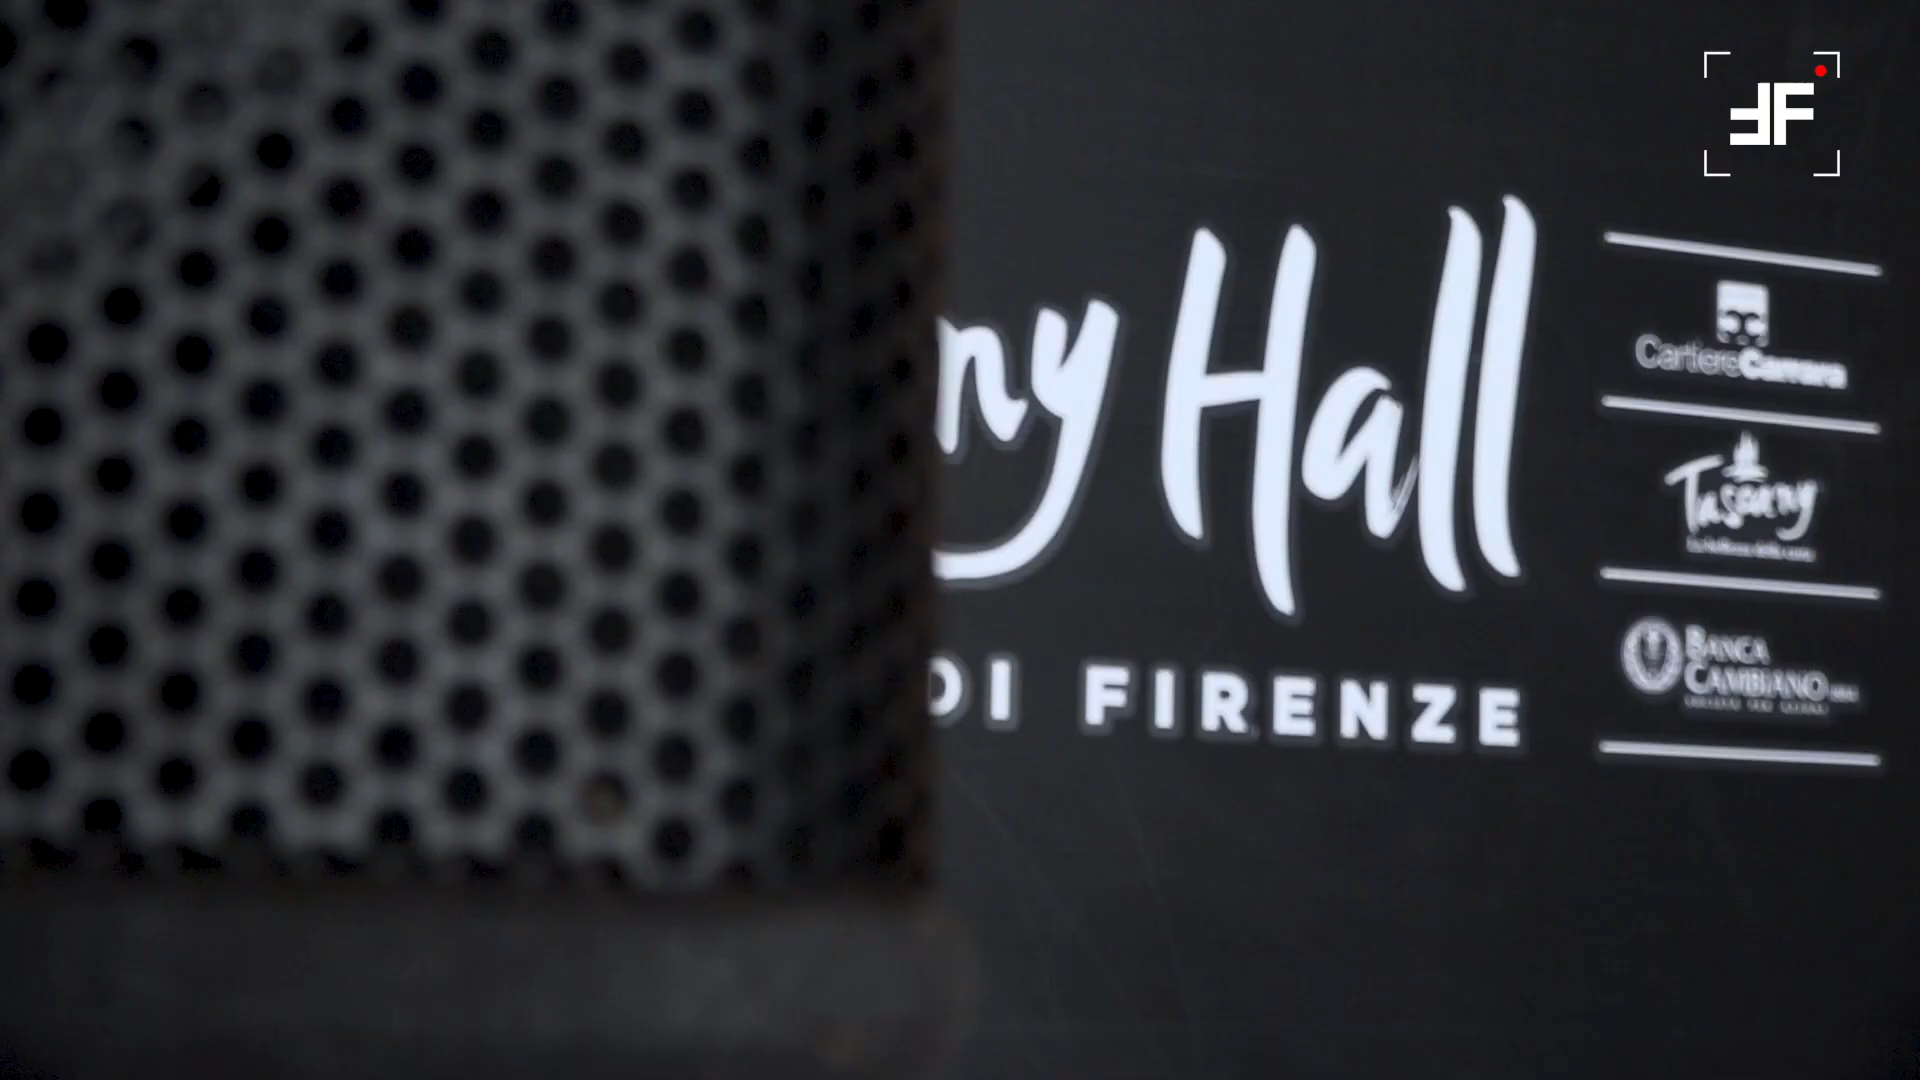 ny Hall
DI FIRENZE
CartiereCarrara
Tuscany
BANCA
CAMBIANO